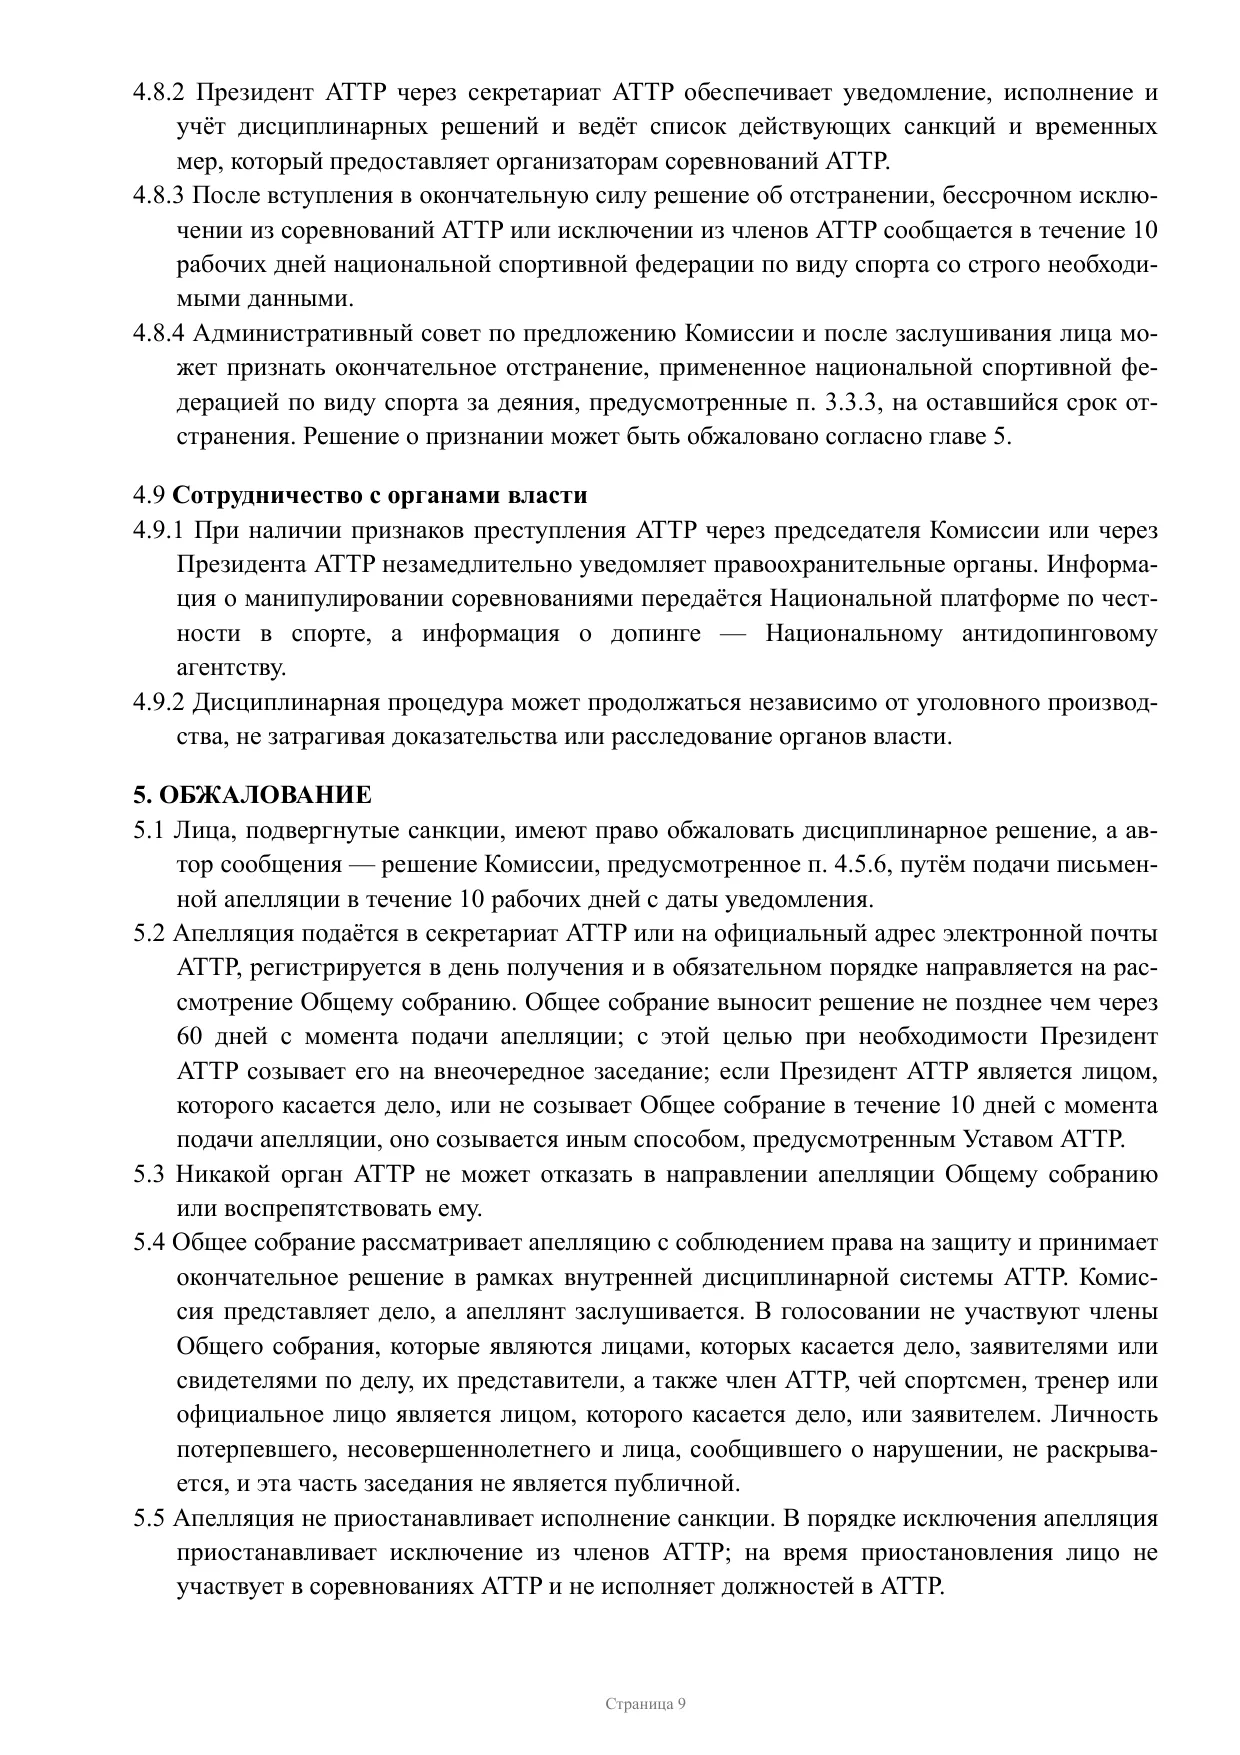 4.8.2 Президент АТТР через секретариат АТТР обеспечивает уведомление, исполнение и
учёт дисциплинарных решений и ведёт список действующих санкций и временных
мер, который предоставляет организаторам соревнований АТТР.
4.8.3 После вступления в окончательную силу решение об отстранении, бессрочном исклю-
чении из соревнований АТТР или исключении из членов АТТР сообщается в течение 10
рабочих дней национальной спортивной федерации по виду спорта со строго необходи-
мыми данными.
4.8.4 Административный совет по предложению Комиссии и после заслушивания лица мо-
жет признать окончательное отстранение, примененное национальной спортивной фе-
дерацией по виду спорта за деяния, предусмотренные п. 3.3.3, на оставшийся срок от-
странения. Решение о признании может быть обжаловано согласно главе 5.
4.9 Сотрудничество с органами власти
4.9.1 При наличии признаков преступления АТТР через председателя Комиссии или через
Президента АТТР незамедлительно уведомляет правоохранительные органы. Информа-
ция о манипулировании соревнованиями передаётся Национальной платформе по чест-
ности в спорте, а информация о допинге — Национальному антидопинговому
агентству.
4.9.2 Дисциплинарная процедура может продолжаться независимо от уголовного производ-
ства, не затрагивая доказательства или расследование органов власти.
5. ОБЖАЛОВАНИЕ
5.1 Лица, подвергнутые санкции, имеют право обжаловать дисциплинарное решение, а ав-
тор сообщения — решение Комиссии, предусмотренное п. 4.5.6, путём подачи письмен-
ной апелляции в течение 10 рабочих дней с даты уведомления.
5.2 Апелляция подаётся в секретариат АТТР или на официальный адрес электронной почты
АТТР, регистрируется в день получения и в обязательном порядке направляется на рас-
смотрение Общему собранию. Общее собрание выносит решение не позднее чем через
60 дней с момента подачи апелляции; с этой целью при необходимости Президент
АТТР созывает его на внеочередное заседание; если Президент АТТР является лицом,
которого касается дело, или не созывает Общее собрание в течение 10 дней с момента
подачи апелляции, оно созывается иным способом, предусмотренным Уставом АТТР.
5.3 Никакой орган АТТР не может отказать в направлении апелляции Общему собранию
или воспрепятствовать ему.
5.4 Общее собрание рассматривает апелляцию с соблюдением права на защиту и принимает
окончательное решение в рамках внутренней дисциплинарной системы АТТР. Комис-
сия представляет дело, а апеллянт заслушивается. В голосовании не участвуют члены
Общего собрания, которые являются лицами, которых касается дело, заявителями или
свидетелями по делу, их представители, а также член АТТР, чей спортсмен, тренер или
официальное лицо является лицом, которого касается дело, или заявителем. Личность
потерпевшего, несовершеннолетнего и лица, сообщившего о нарушении, не раскрыва-
ется, и эта часть заседания не является публичной.
5.5 Апелляция не приостанавливает исполнение санкции. В порядке исключения апелляция
приостанавливает исключение из членов АТТР; на время приостановления лицо не
участвует в соревнованиях АТТР и не исполняет должностей в АТТР.
Страница 9